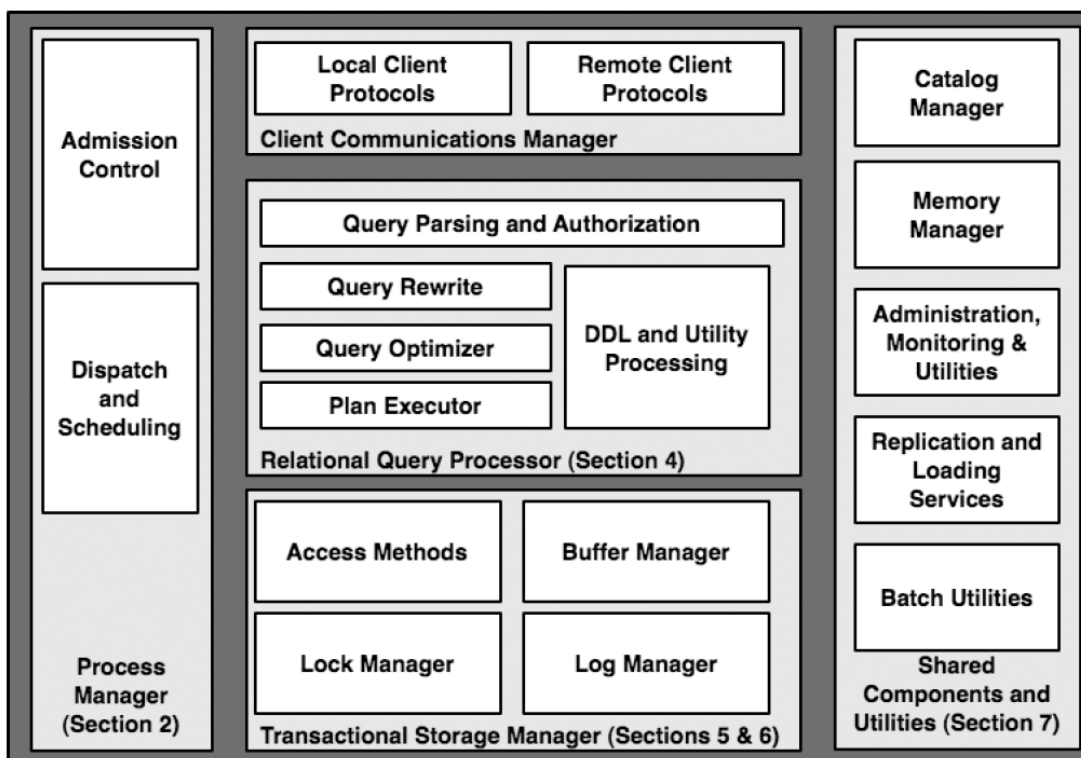 Admission
Control
Dispatch
and
Scheduling
Process
Manager
(Section 2)
Local Client
Protocols
Remote Client
Protocols
Client Communications Manager
Query Parsing and Authorization
Query Rewrite
Query Optimizer
Plan Executor
DDL and Utility
Processing
Relational Query Processor (Section 4)
Access Methods
Buffer Manager
Lock Manager
Log Manager
Transactional Storage Manager (Sections 5 & 6)
Catalog
Manager
Memory
Manager
Administration,
Monitoring &
Utilities
Replication and
Loading
Services
Batch Utilities
Shared
Components and
Utilities (Section 7)